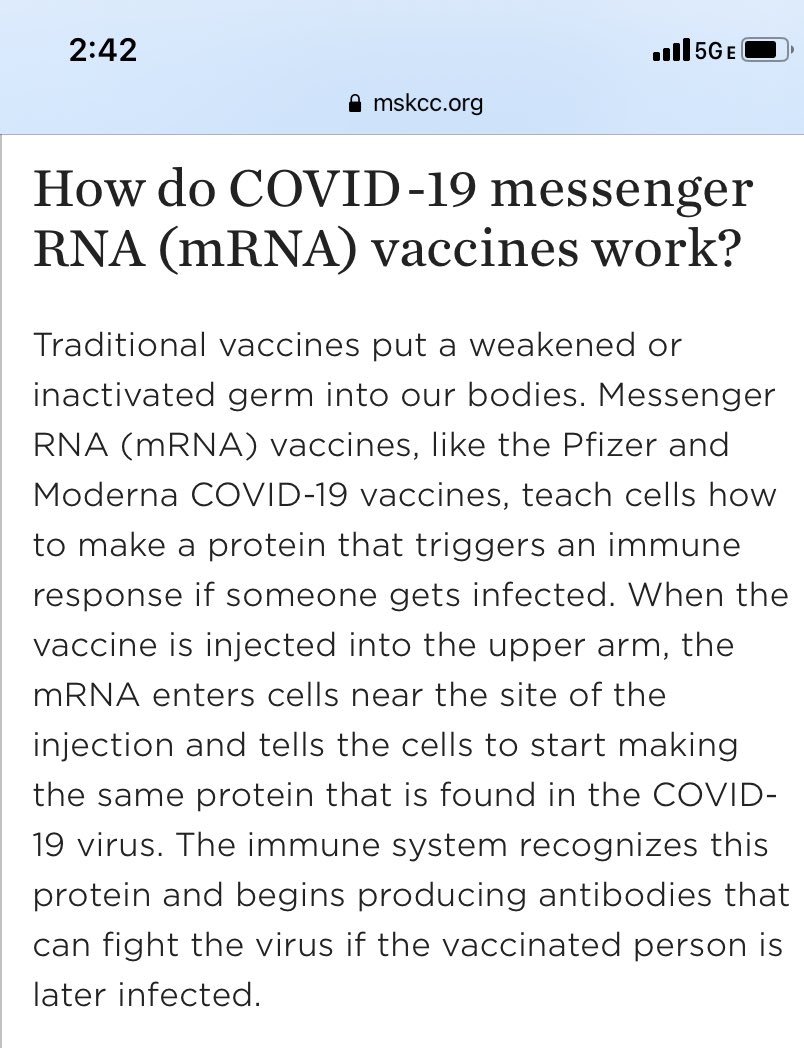 2:42
5GE
mskcc.org
How do COVID-19 messenger
RNA (mRNA) vaccines work?
Traditional vaccines put a weakened or
inactivated germ into our bodies. Messenger
RNA (mRNA) vaccines, like the Pfizer and
Moderna COVID-19 vaccines, teach cells how
to make a protein that triggers an immune
response if someone gets infected. When the
vaccine is injected into the upper arm, the
mRNA enters cells near the site of the
injection and tells the cells to start making
the same protein that is found in the COVID-
19 virus. The immune system recognizes this
protein and begins producing antibodies that
can fight the virus if the vaccinated person is
later infected.